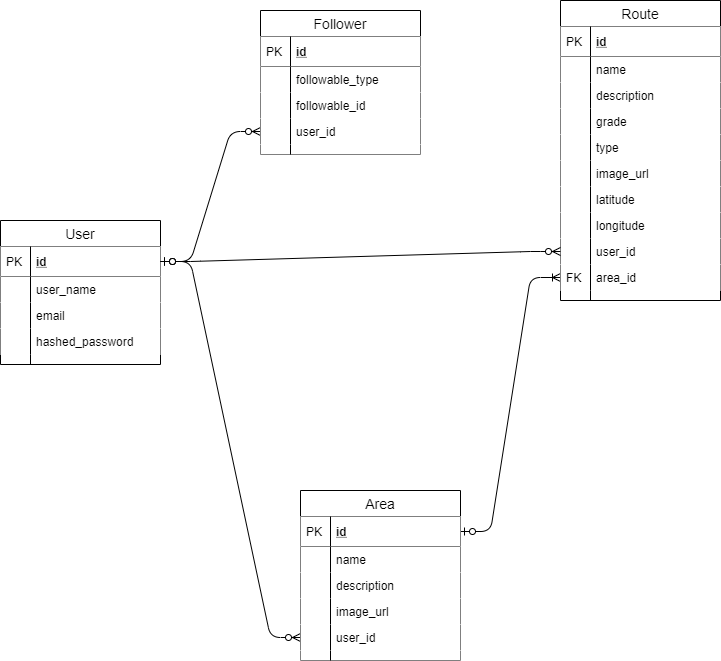 Follower
PK id
followable_type
followable_id
user_id
Route
PK id
name
description
grade
type
image_url
latitude
longitude
user_id
FK area_id
User
PK id
user_name
email
hashed_password
Area
PK id
name
description
image_url
user_id